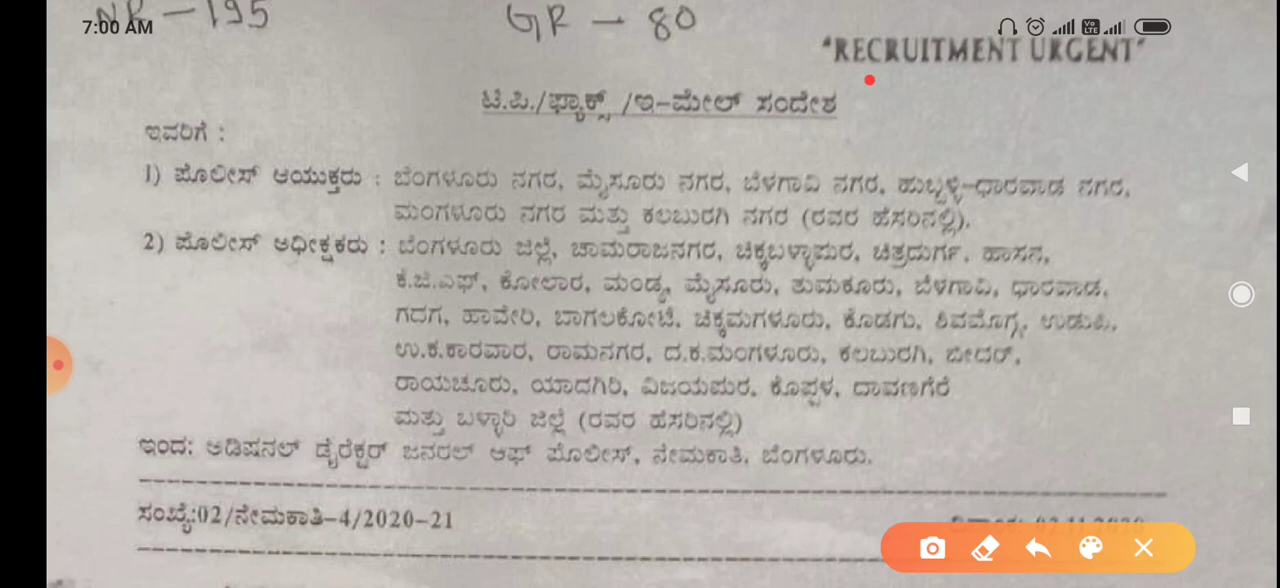 NR - 195
GR - 80
7:00 AM
"RECRUITMENT URGENT"
ಟಿ.ಪಿ./ಫ್ಯಾಕ್ಸ್ /ಇ-ಮೇಲ್ ಸಂದೇಶ
ಇವರಿಗೆ :
1) ಪೊಲೀಸ್ ಆಯುಕ್ತರು : ಬೆಂಗಳೂರು ನಗರ, ಮೈಸೂರು ನಗರ, ಬೆಳಗಾವಿ ನಗರ, ಹುಬ್ಬಳ್ಳಿ-ಧಾರವಾಡ ನಗರ,
ಮಂಗಳೂರು ನಗರ ಮತ್ತು ಕಲಬುರಗಿ ನಗರ (ರವರ ಹೆಸರಿನಲ್ಲಿ).
2) ಪೊಲೀಸ್ ಅಧೀಕ್ಷಕರು : ಬೆಂಗಳೂರು ಜಿಲ್ಲೆ, ಚಾಮರಾಜನಗರ, ಚಿಕ್ಕಬಳ್ಳಾಪುರ, ಚಿತ್ರದುರ್ಗ, ಹಾಸನ,
ಕೆ.ಜಿ.ಎಫ್, ಕೋಲಾರ, ಮಂಡ್ಯ, ಮೈಸೂರು, ತುಮಕೂರು, ಬೆಳಗಾವಿ, ಧಾರವಾಡ,
ಗದಗ, ಹಾವೇರಿ, ಬಾಗಲಕೋಟೆ, ಚಿಕ್ಕಮಗಳೂರು, ಕೊಡಗು, ಶಿವಮೊಗ್ಗ, ಉಡುಪಿ,
ಉ.ಕ.ಕಾರವಾರ, ರಾಮನಗರ, ದ.ಕ.ಮಂಗಳೂರು, ಕಲಬುರಗಿ, ಬೀದರ್,
ರಾಯಚೂರು, ಯಾದಗಿರಿ, ವಿಜಯಪುರ, ಕೊಪ್ಪಳ, ದಾವಣಗೆರೆ
ಮತ್ತು ಬಳ್ಳಾರಿ ಜಿಲ್ಲೆ (ರವರ ಹೆಸರಿನಲ್ಲಿ)
ಇಂದ: ಅಡಿಷನಲ್ ಡೈರೆಕ್ಟರ್ ಜನರಲ್ ಆಫ್ ಪೊಲೀಸ್, ನೇಮಕಾತಿ, ಬೆಂಗಳೂರು.
ಸಂಖ್ಯೆ:02/ನೇಮಕಾತಿ-4/2020-21